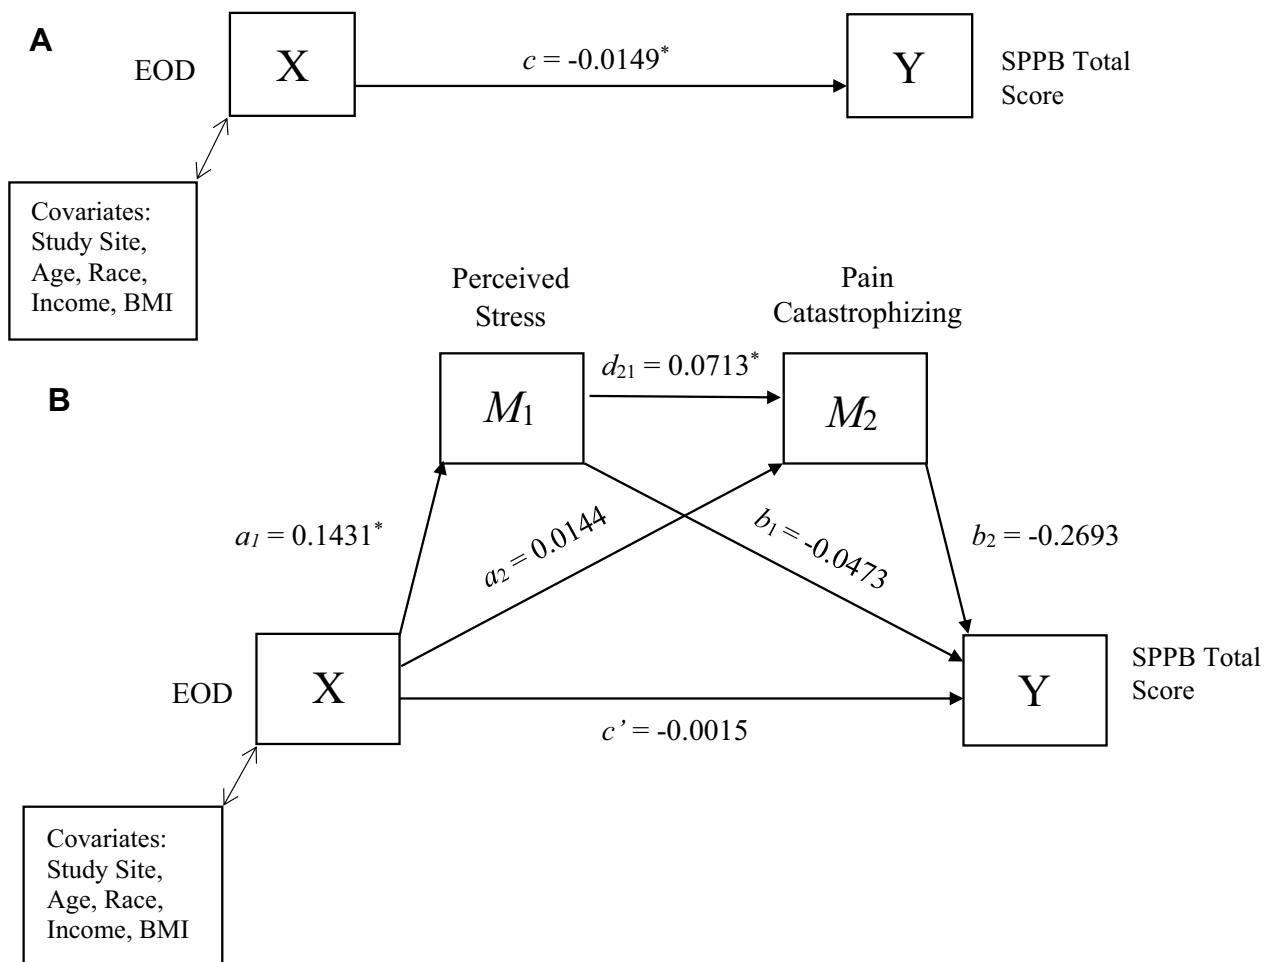 A
EOD
X
c = -0.0149*
Y
SPPB Total
Score
Covariates:
Study Site,
Age, Race,
Income, BMI
Perceived
Stress
Pain
Catastrophizing
B
M1
d21 = 0.0713*
M2
a1 = 0.1431*
a2 = 0.0144
b1 = -0.0473
b2 = -0.2693
EOD
X
c’ = -0.0015
Y
SPPB Total
Score
Covariates:
Study Site,
Age, Race,
Income, BMI